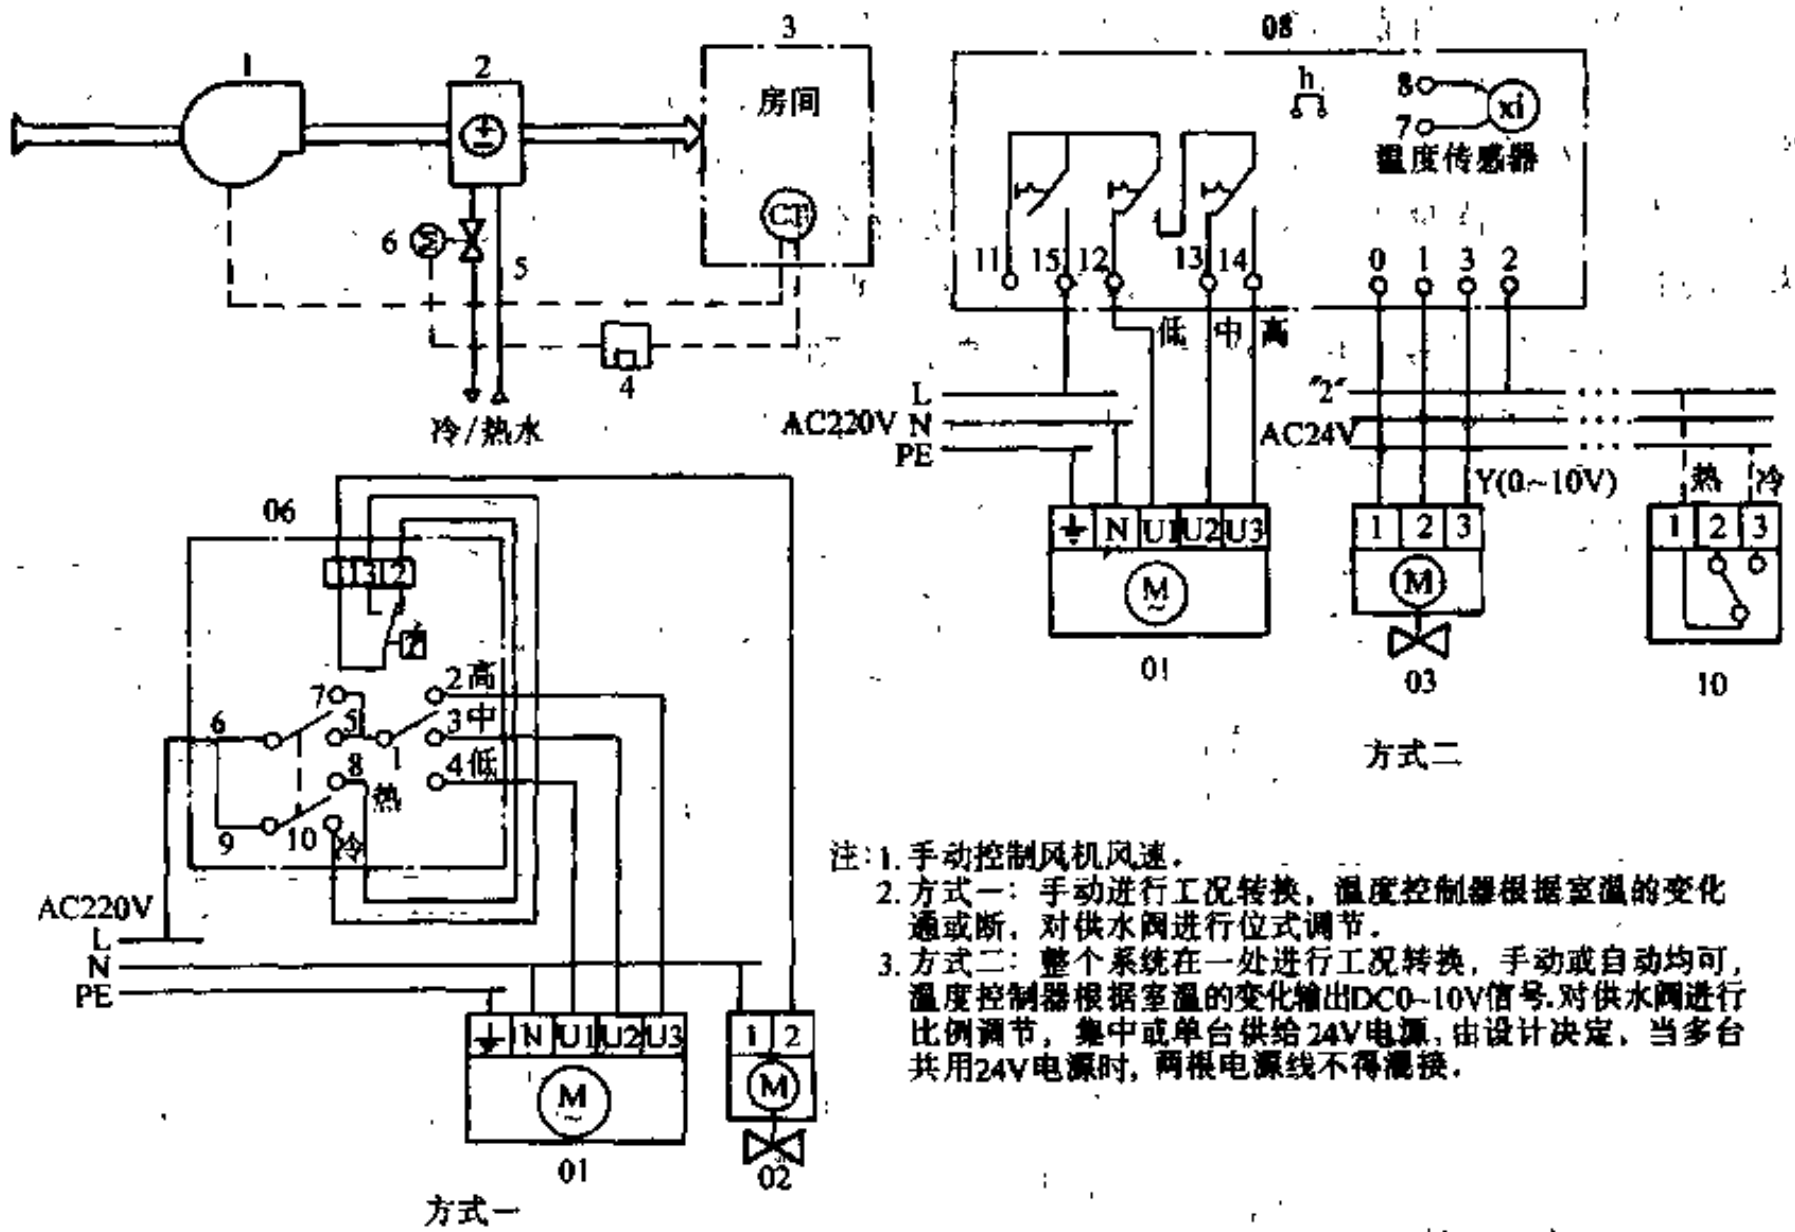 1
2
3
房间
CT
6
M
5
4
冷/热水
08
h
8
7
xi
温度传感器
11 15 12 13 14
0 1 3 2
低 中 高
L
AC220V N
PE
"2"
AC24V
Y(0~10V)
热 冷
N U1 U2 U3
M
~
01
1 2 3
M
03
1 2 3
10
方式二
06
1 3 2
7
2高
6
5
3中
1
8
4低
热
9
10
冷
AC220V
L
N
PE
N U1 U2 U3
M
~
01
1 2
M
02
方式一
注:1.手动控制风机风速.
2.方式一:手动进行工况转换,温度控制器根据室温的变化
通或断,对供水阀进行位式调节.
3.方式二:整个系统在一处进行工况转换,手动或自动均可,
温度控制器根据室温的变化输出DC0~10V信号.对供水阀进行
比例调节,集中或单台供给24V电源,由设计决定,当多台
共用24V电源时,两根电源线不得混接.